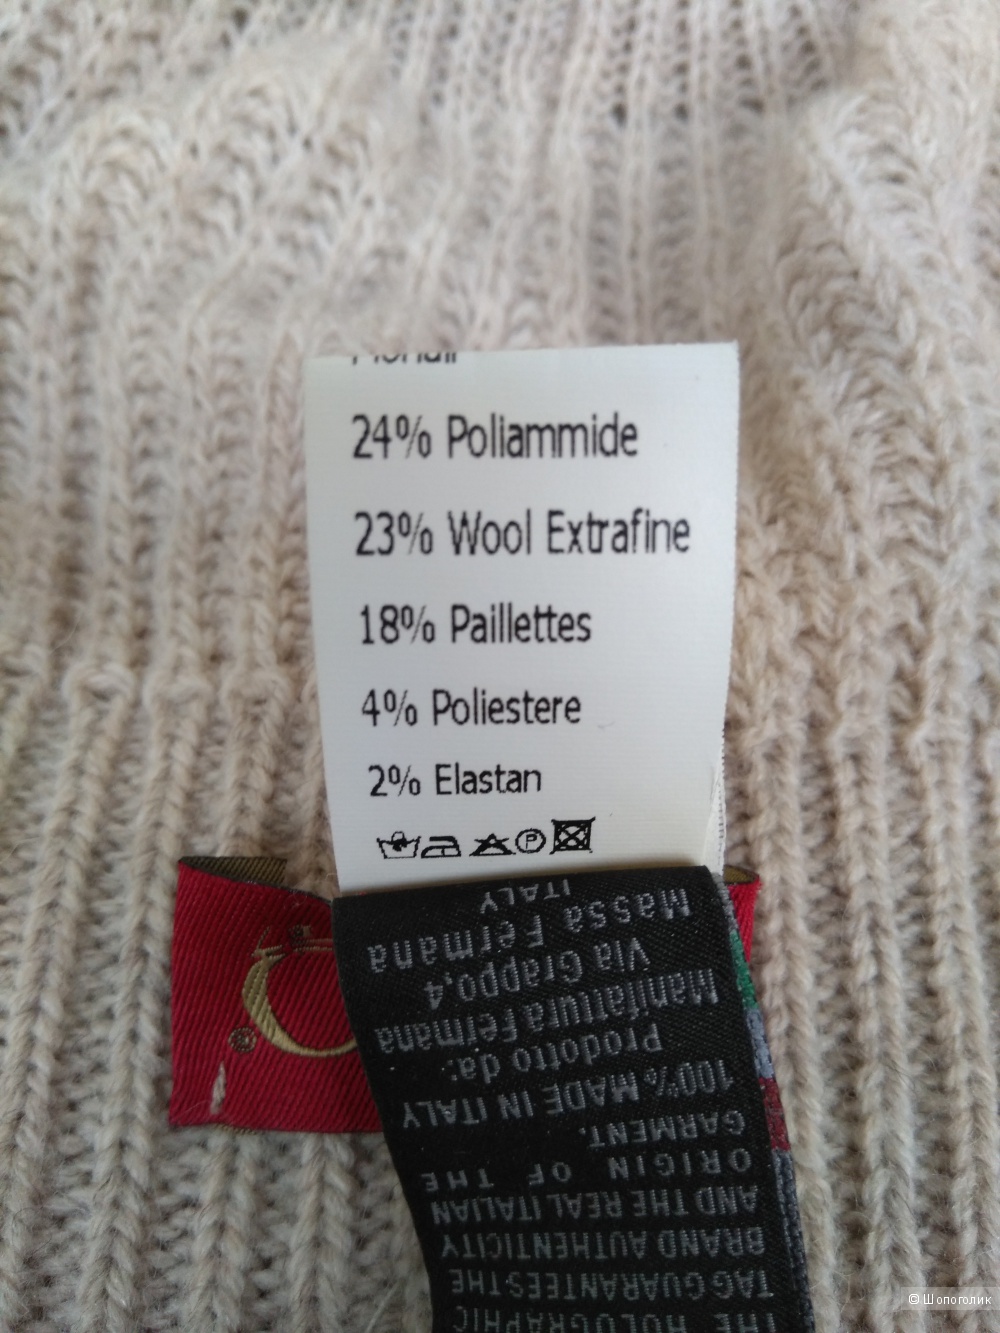 24% Poliammide
23% Wool Extrafine
18% Paillettes
4% Poliestere
2% Elastan
P
THE HOLOGRAPHIC
TAG GUARANTEES THE
BRAND AUTHENTICITY
AND THE REAL ITALIAN
ORIGIN OF THE
GARMENT.
100% MADE IN ITALY
Prodotto da:
Manifattura Fermana
Via Grappo,4
Massa Fermana
ITALY
© Шопоголик